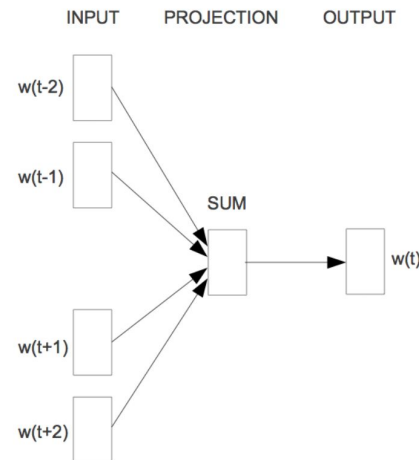 INPUT PROJECTION OUTPUT
w(t-2)
w(t-1)
SUM
w(t)
w(t+1)
w(t+2)